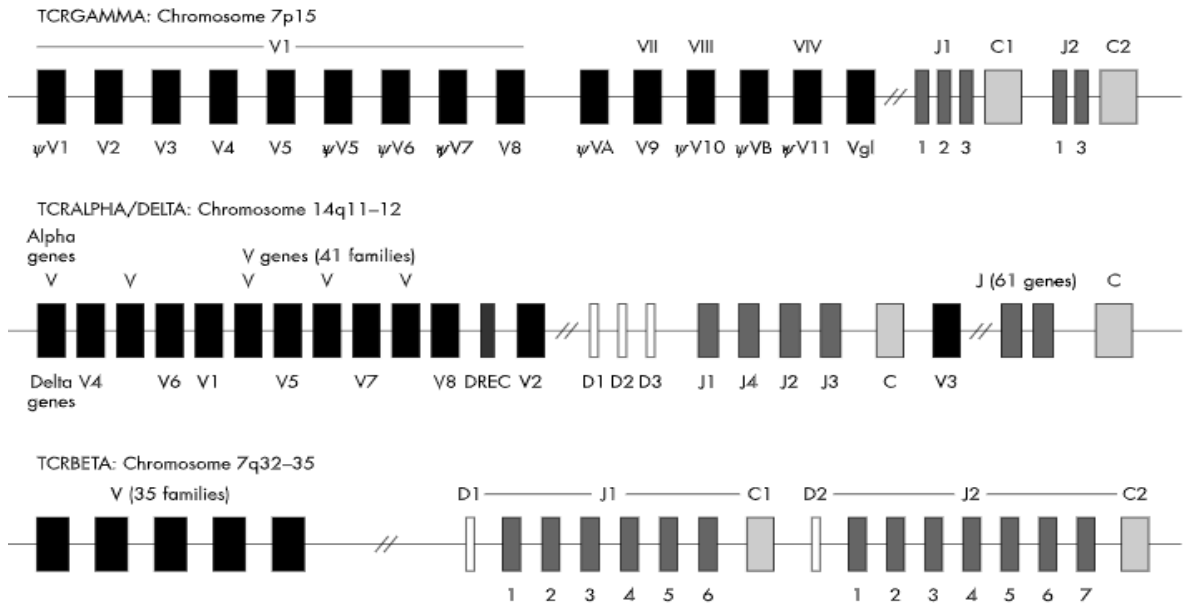 TCRGAMMA: Chromosome 7p15
V1 VII VIII VIV J1 C1 J2 C2
ψV1 V2 V3 V4 V5 ψV5 ψV6 ψV7 V8 ψVA V9 ψV10 ψVB ψV11 Vgl 1 2 3 1 3
TCRALPHA/DELTA: Chromosome 14q11–12
Alpha
genes
V genes (41 families)
V V V V V J (61 genes) C
Delta
genes
V4 V6 V1 V5 V7 V8 DREC V2 D1 D2 D3 J1 J4 J2 J3 C V3
TCRBETA: Chromosome 7q32–35
V (35 families) D1 J1 C1 D2 J2 C2
1 2 3 4 5 6 1 2 3 4 5 6 7